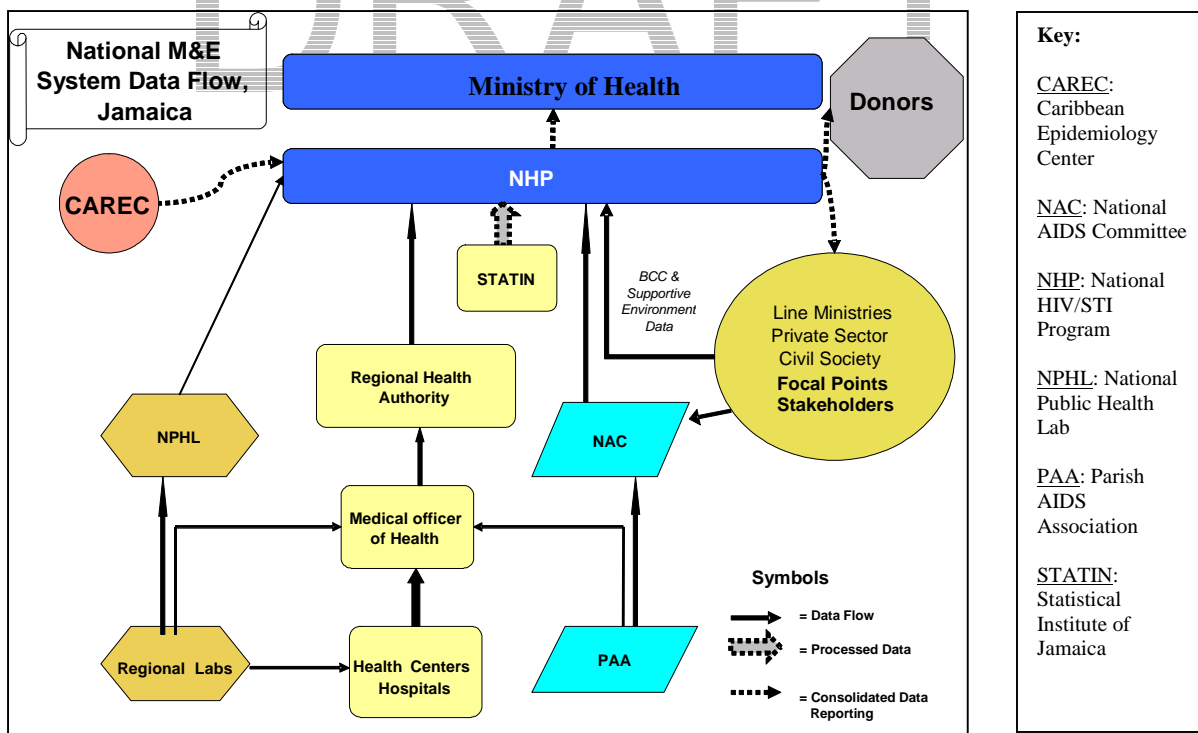 DRAFT
National M&E
System Data Flow,
Jamaica
Ministry of Health
Donors
CAREC
NHP
STATIN
BCC &
Supportive
Environment
Data
Line Ministries
Private Sector
Civil Society
Focal Points
Stakeholders
Regional Health
Authority
NPHL
NAC
Medical officer
of Health
Regional Labs
Health Centers
Hospitals
PAA
Symbols
= Data Flow
= Processed Data
= Consolidated Data
Reporting
Key:
CAREC:
Caribbean
Epidemiology
Center
NAC: National
AIDS Committee
NHP: National
HIV/STI
Program
NPHL: National
Public Health
Lab
PAA: Parish
AIDS
Association
STATIN:
Statistical
Institute of
Jamaica